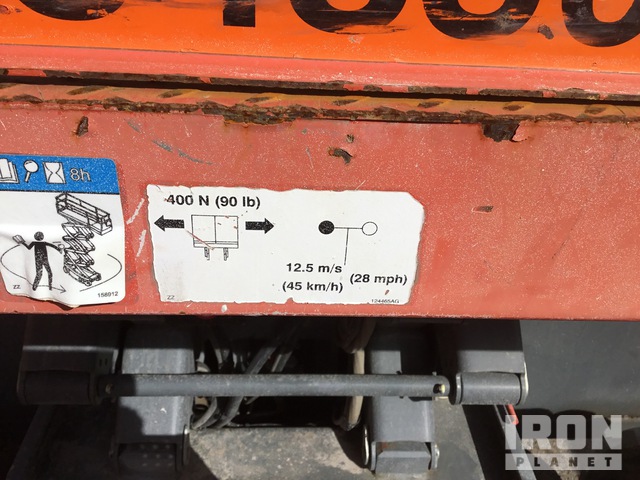 8h
400 N (90 lb)
12.5 m/s
(45 km/h)
(28 mph)
ZZ
158912
ZZ
124465AG
IRON
PLANET